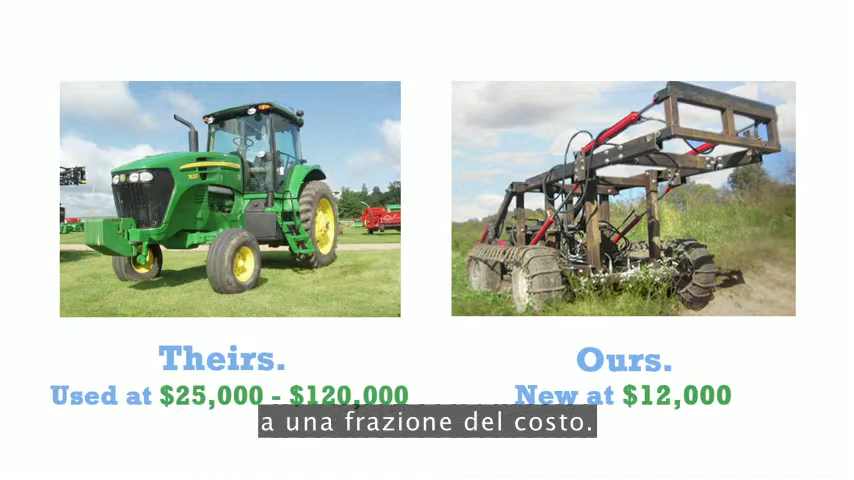 Theirs.
Used at $25,000 - $120,000
Ours.
New at $12,000
a una frazione del costo.